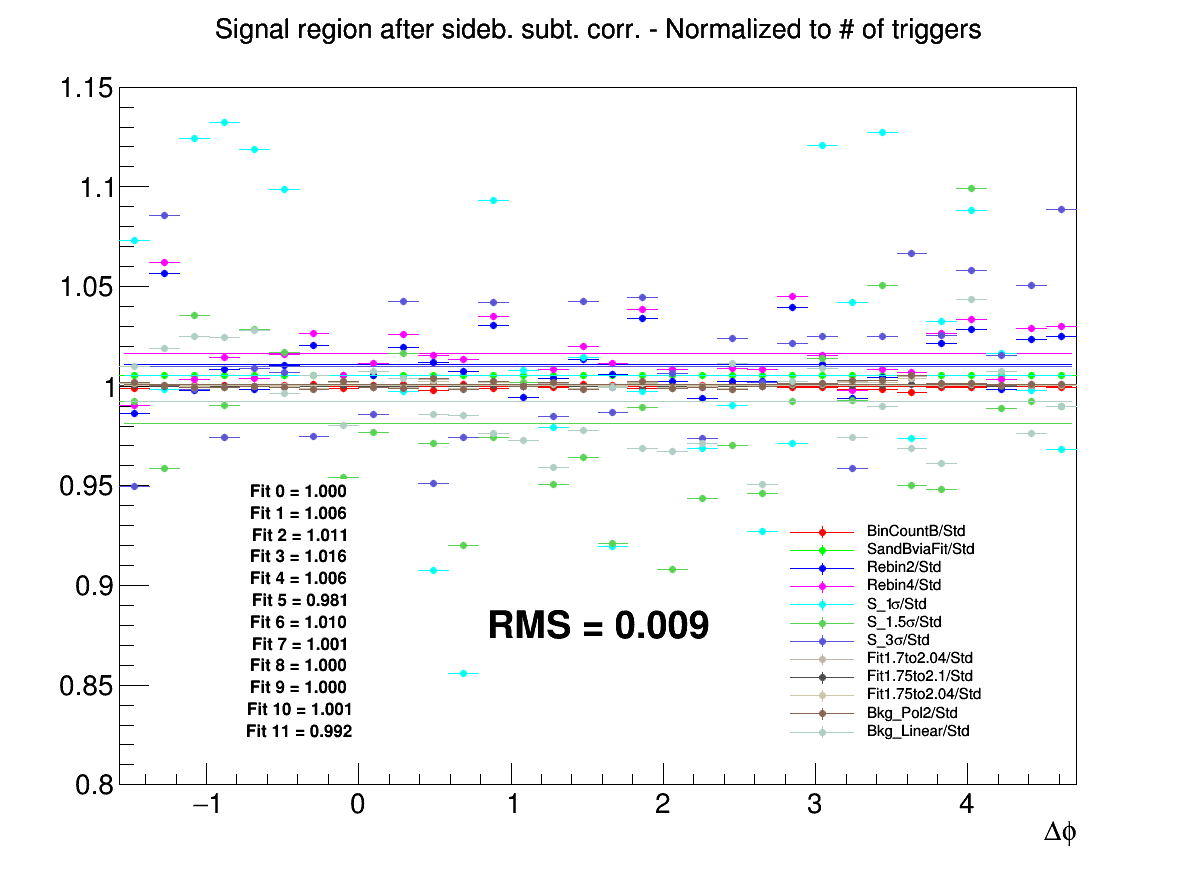 Signal region after sideb. subt. corr. - Normalized to # of triggers
1.15
1.1
1.05
1
0.95
0.9
0.85
0.8
Fit 0 = 1.000
Fit 1 = 1.006
Fit 2 = 1.011
Fit 3 = 1.016
Fit 4 = 1.006
Fit 5 = 0.981
Fit 6 = 1.010
Fit 7 = 1.001
Fit 8 = 1.000
Fit 9 = 1.000
Fit 10 = 1.001
Fit 11 = 0.992
RMS = 0.009
BinCountB/Std
SandBviaFit/Std
Rebin2/Std
Rebin4/Std
S_1σ/Std
S_1.5σ/Std
S_3σ/Std
Fit1.7to2.04/Std
Fit1.75to2.1/Std
Fit1.75to2.04/Std
Bkg_Pol2/Std
Bkg_Linear/Std
−1 0 1 2 3 4
Δϕ